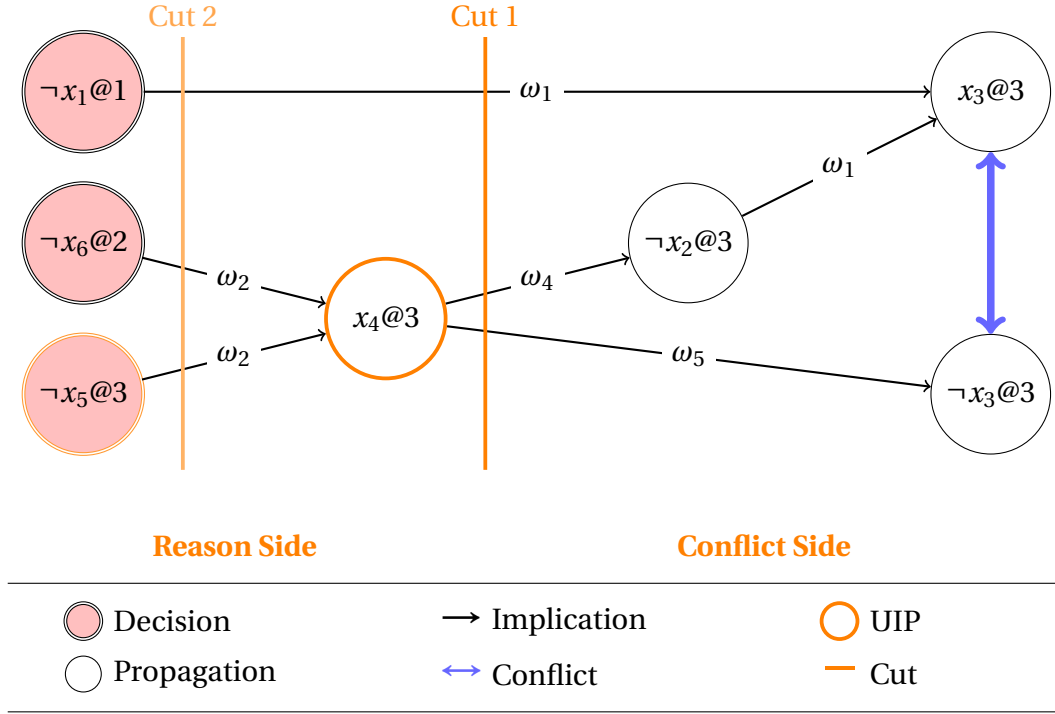 Cut 2 Cut 1
¬x₁@1 ω₁ x₃@3
ω₁
¬x₆@2 ω₂ ω₄ ¬x₂@3
x₄@3
¬x₅@3 ω₂ ω₅ ¬x₃@3
Reason Side Conflict Side
Decision Implication UIP
Propagation Conflict Cut